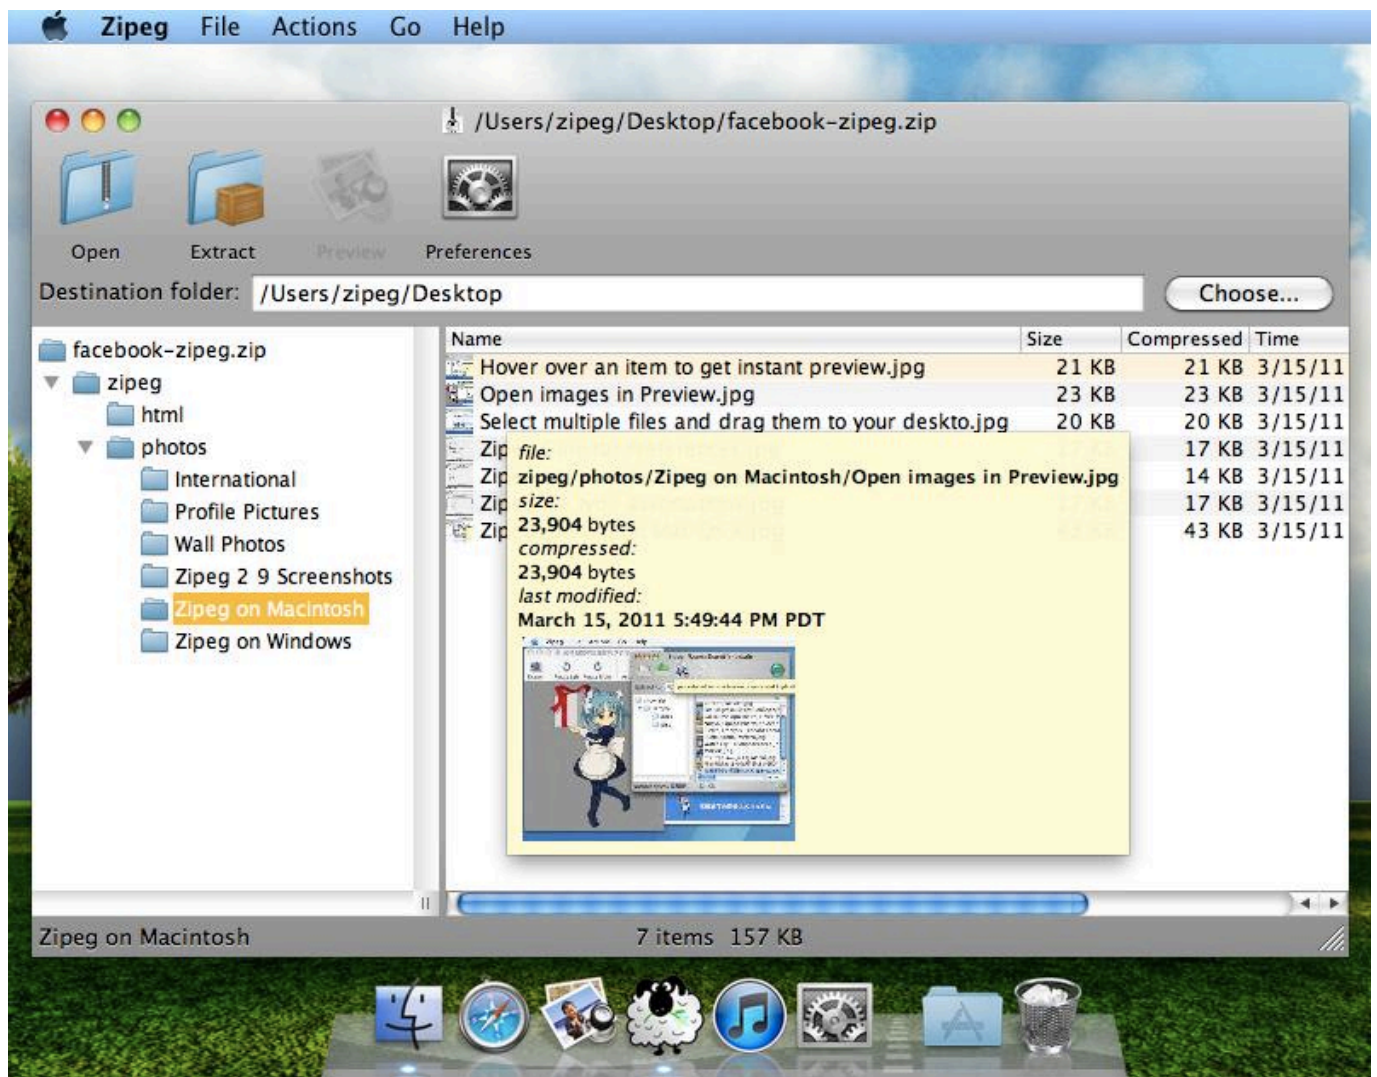 Zipeg File Actions Go Help
/Users/zipeg/Desktop/facebook-zipeg.zip
Open Extract Preview Preferences
Destination folder: /Users/zipeg/Desktop Choose...
facebook-zipeg.zip
zipeg
html
photos
International
Profile Pictures
Wall Photos
Zipeg 2 9 Screenshots
Zipeg on Macintosh
Zipeg on Windows
Name Size Compressed Time
Hover over an item to get instant preview.jpg 21 KB 21 KB 3/15/11
Open images in Preview.jpg 23 KB 23 KB 3/15/11
Select multiple files and drag them to your deskto.jpg 20 KB 20 KB 3/15/11
Zip 17 KB 3/15/11
Zip 14 KB 3/15/11
Zip 17 KB 3/15/11
Zip 43 KB 3/15/11
file:
zipeg/photos/Zipeg on Macintosh/Open images in Preview.jpg
size:
23,904 bytes
compressed:
23,904 bytes
last modified:
March 15, 2011 5:49:44 PM PDT
Zipeg on Macintosh 7 items 157 KB